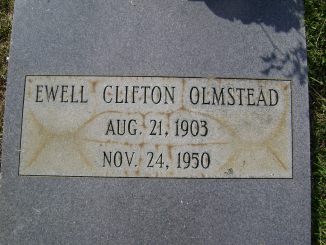 EWELL CLIFTON OLMSTEAD
AUG. 21, 1903
NOV. 24, 1950